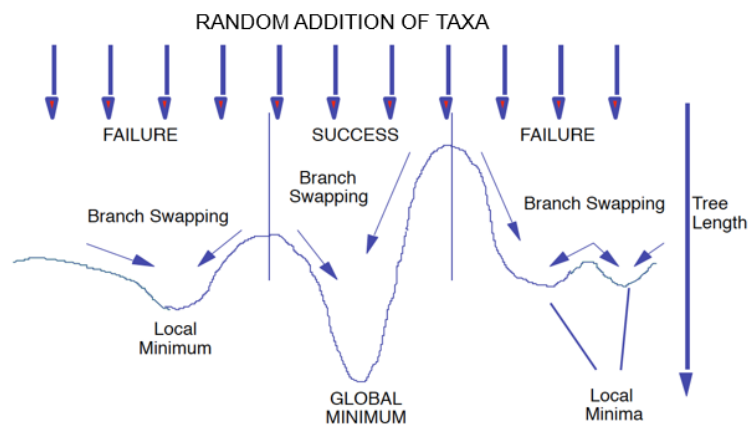 RANDOM ADDITION OF TAXA
FAILURE
SUCCESS
FAILURE
Branch
Swapping
Branch Swapping
Branch Swapping
Tree
Length
Local
Minimum
GLOBAL
MINIMUM
Local
Minima